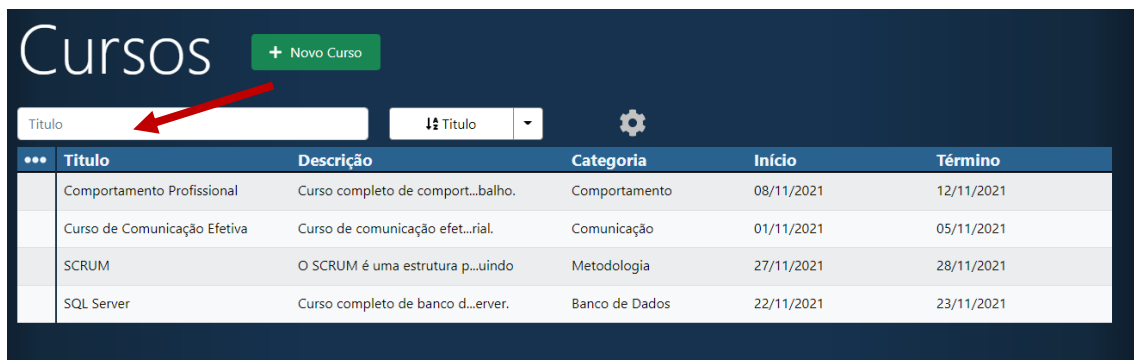 Cursos
+ Novo Curso
Titulo
Titulo
••• Titulo Descrição Categoria Início Término
Comportamento Profissional Curso completo de comport...balho. Comportamento 08/11/2021 12/11/2021
Curso de Comunicação Efetiva Curso de comunicação efet...rial. Comunicação 01/11/2021 05/11/2021
SCRUM O SCRUM é uma estrutura p...uindo Metodologia 27/11/2021 28/11/2021
SQL Server Curso completo de banco d...erver. Banco de Dados 22/11/2021 23/11/2021